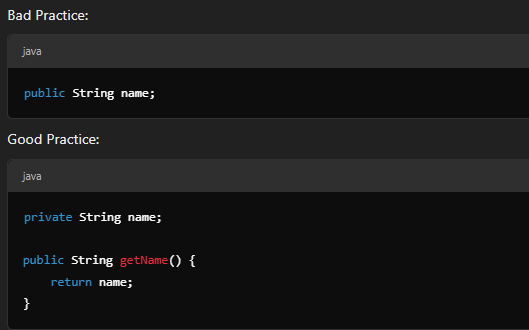 Bad Practice:
java
public String name;
Good Practice:
java
private String name;
public String getName() {
    return name;
}